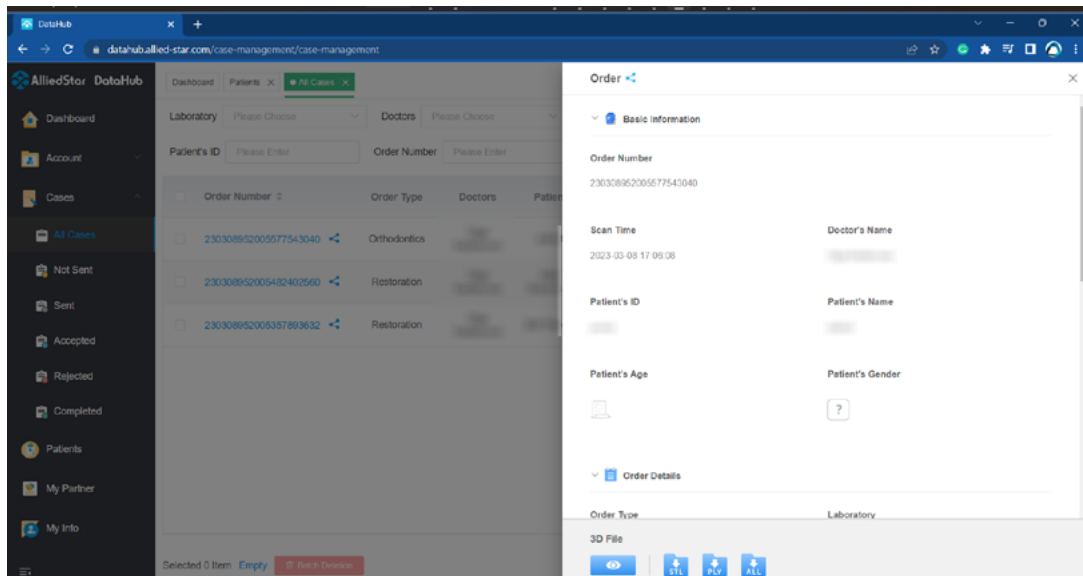 DataHub
datahub.allied-star.com/case-management/case-management
AlliedStar DataHub
Dashboard
Account
Cases
All Cases
Not Sent
Sent
Accepted
Rejected
Completed
Patients
My Partner
My Info
Dashboard Patients All Cases
Laboratory Please Choose Doctors Please Choose
Patient's ID Please Enter Order Number Please Enter
Order Number Order Type Doctors Patien
230308952005577543040 Orthodontics
230308952005482402560 Restoration
230308952005357893632 Restoration
Selected 0 Item Empty Batch Deletion
Order
Basic Information
Order Number
230308952005577543040
Scan Time Doctor's Name
2023-03-08 17:06:08
Patient's ID Patient's Name
Patient's Age Patient's Gender
?
Order Details
Order Type Laboratory
3D File
STL PLY ALL